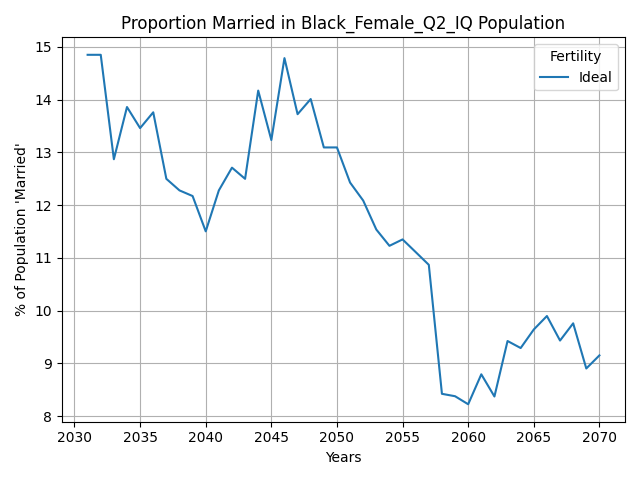 Proportion Married in Black_Female_Q2_IQ Population
Fertility
Ideal
% of Population 'Married'
15
14
13
12
11
10
9
8
2030 2035 2040 2045 2050 2055 2060 2065 2070
Years